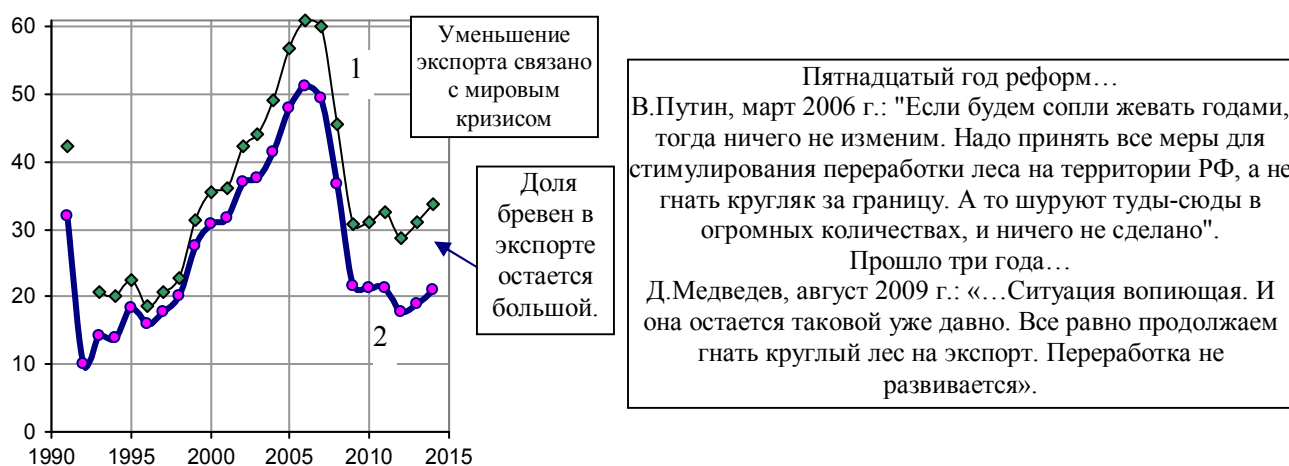 60
50
40
30
20
10
0
1990
1995
2000
2005
2010
2015
1
2
Уменьшение
экспорта связано
с мировым
кризисом
Доля
бревен в
экспорте
остается
большой.
Пятнадцатый год реформ…
В.Путин, март 2006 г.: "Если будем сопли жевать годами,
тогда ничего не изменим. Надо принять все меры для
стимулирования переработки леса на территории РФ, а не
гнать кругляк за границу. А то шуруют туды-сюды в
огромных количествах, и ничего не сделано".
Прошло три года…
Д.Медведев, август 2009 г.: «…Ситуация вопиющая. И
она остается таковой уже давно. Все равно продолжаем
гнать круглый лес на экспорт. Переработка не
развивается».